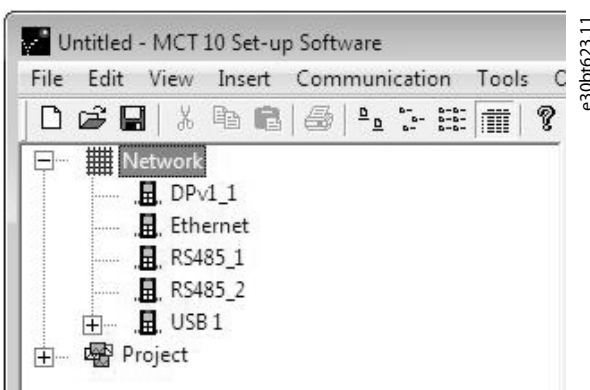 Untitled - MCT 10 Set-up Software
File Edit View Insert Communication Tools
Network
DPv1_1
Ethernet
RS485_1
RS485_2
USB 1
Project
e30bt623.11